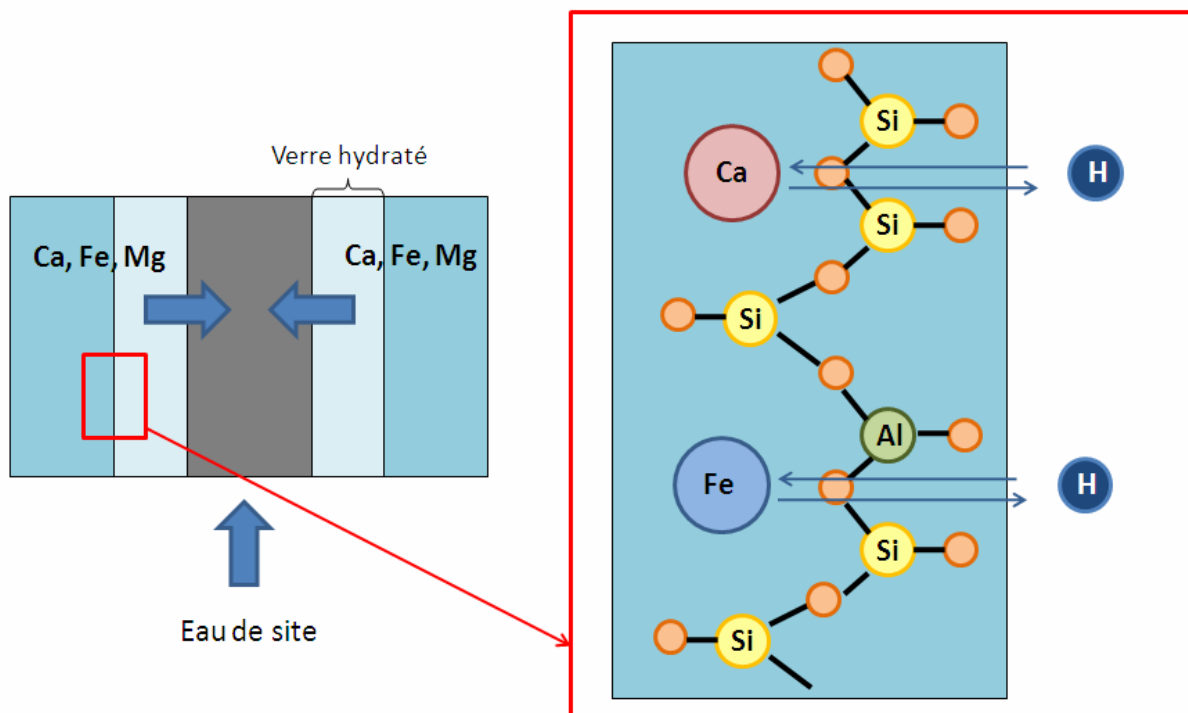 Verre hydraté
Ca, Fe, Mg
Ca, Fe, Mg
Eau de site
Si
Ca
H
Si
Si
Al
Fe
H
Si
Si